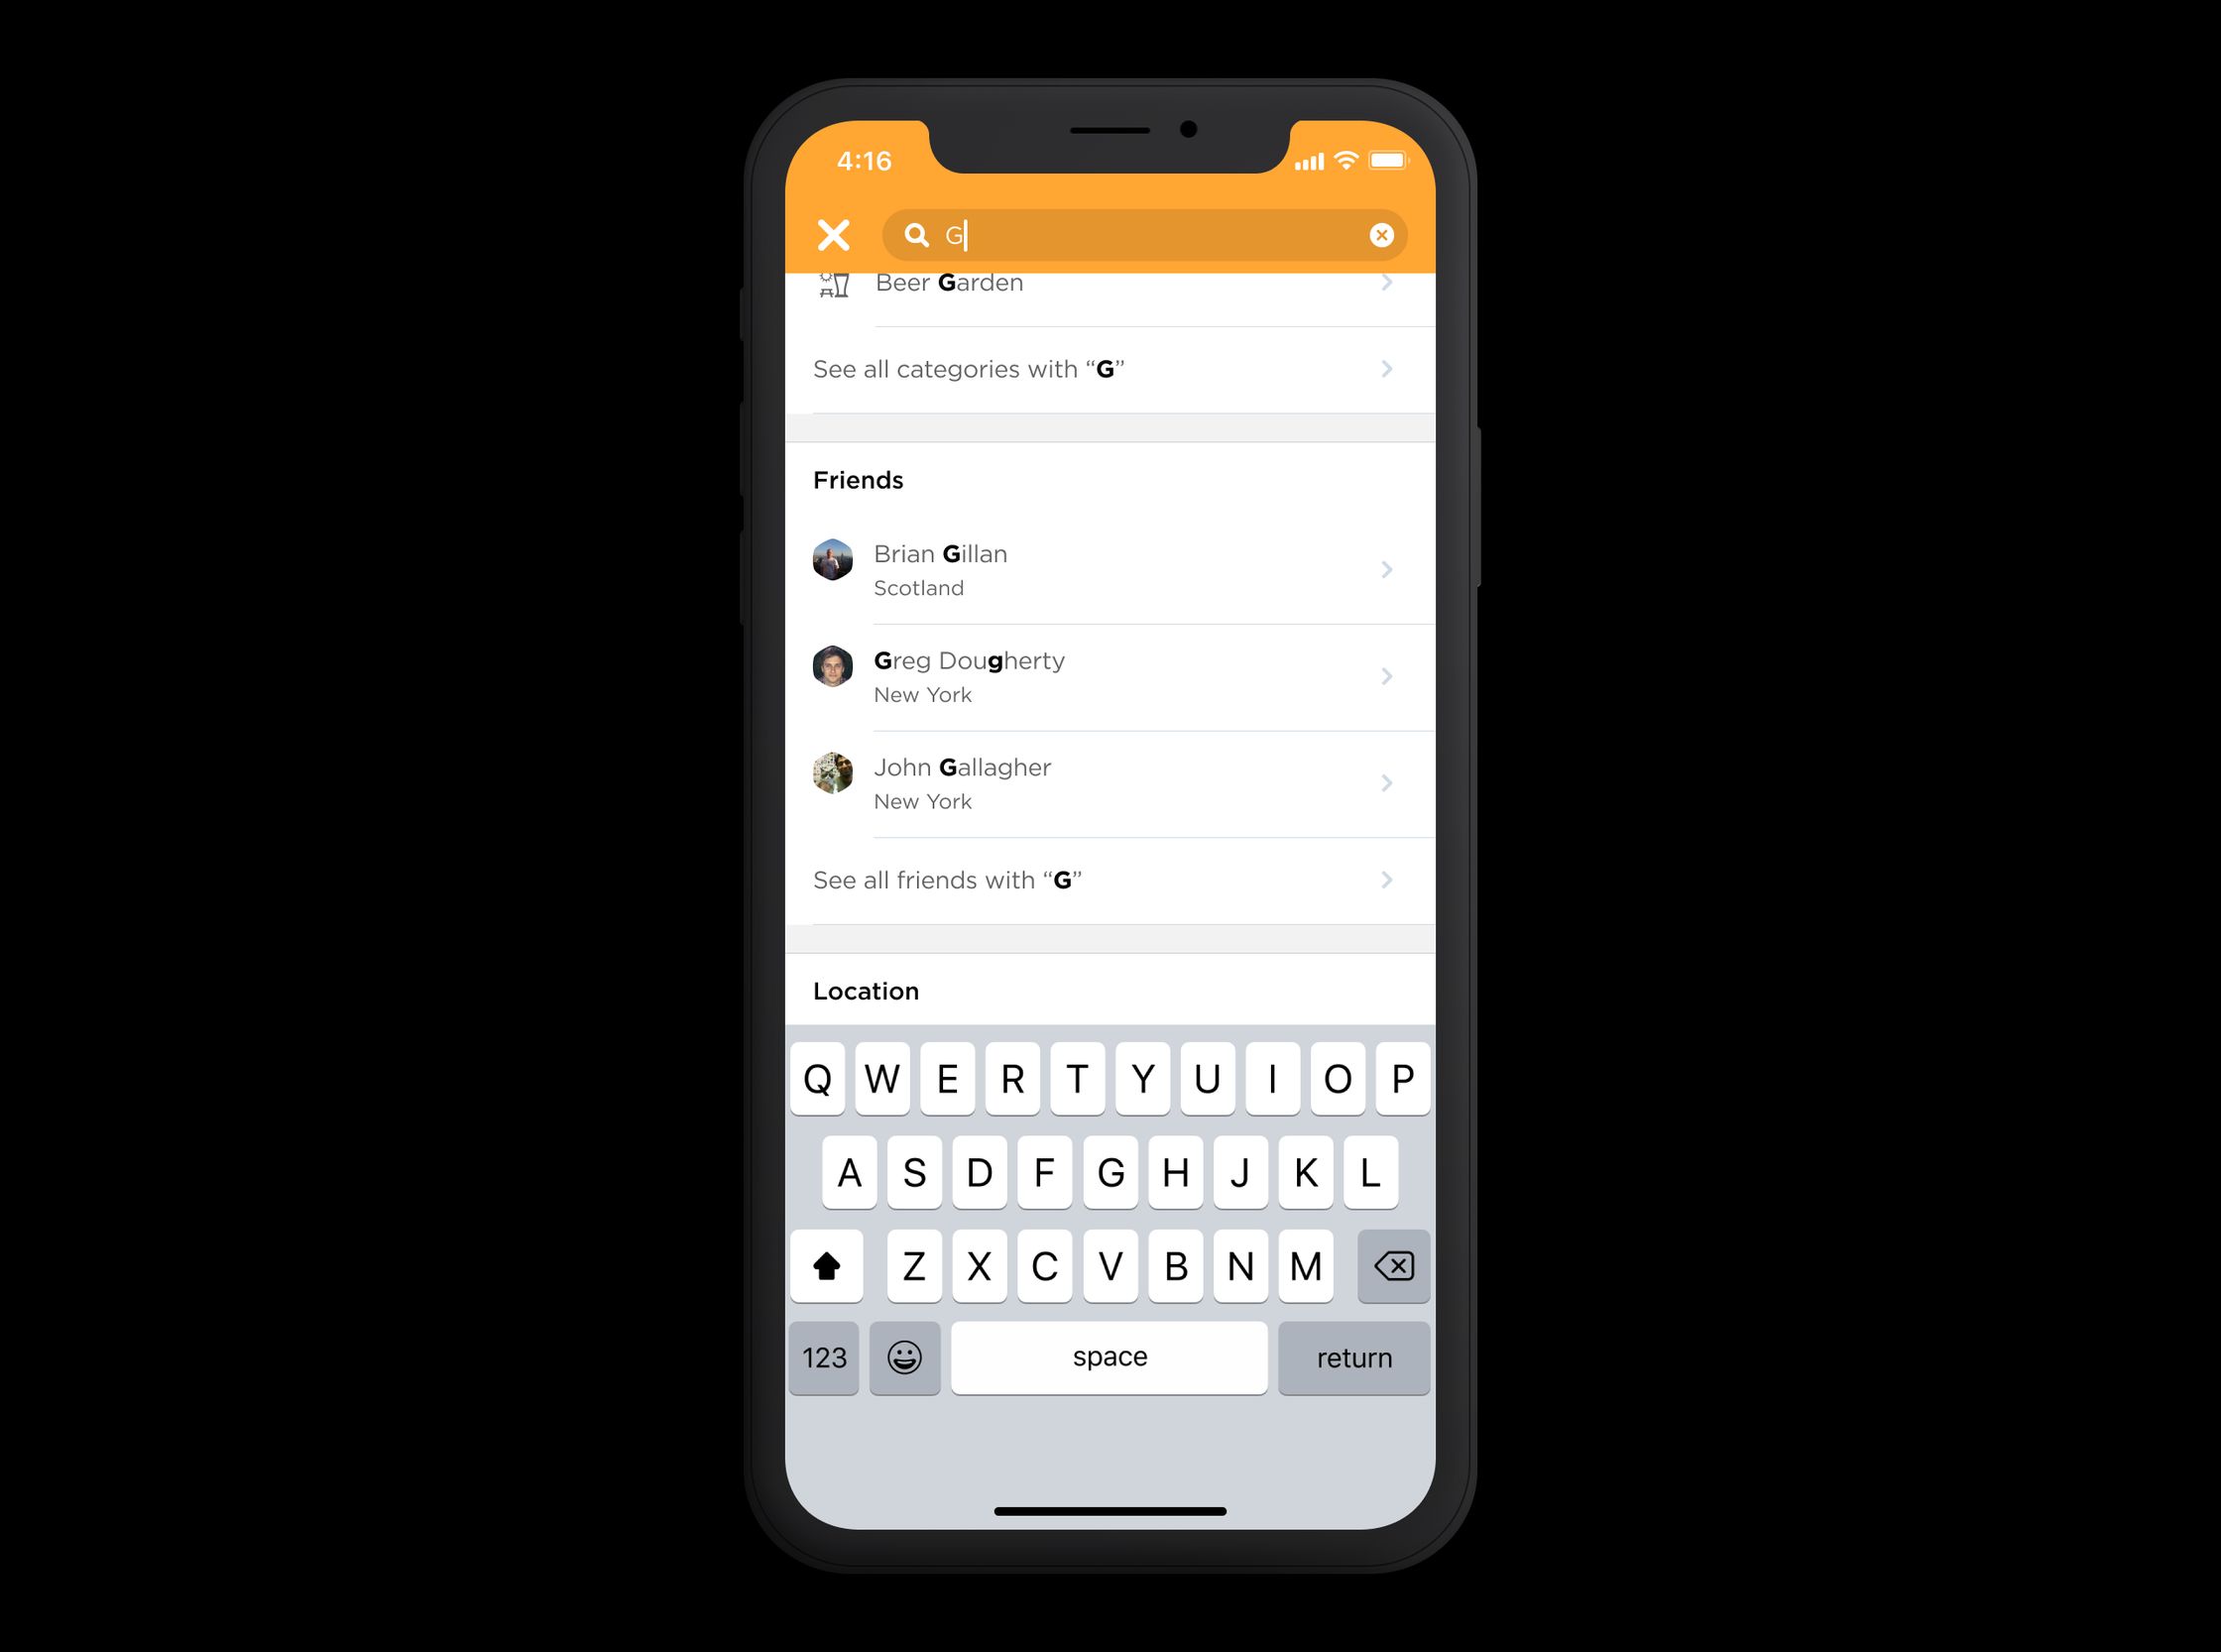 4:16
G
Beer Garden
See all categories with “G”
Friends
Brian Gillan
Scotland
Greg Dougherty
New York
John Gallagher
New York
See all friends with “G”
Location
Q W E R T Y U I O P
A S D F G H J K L
Z X C V B N M
123 space return